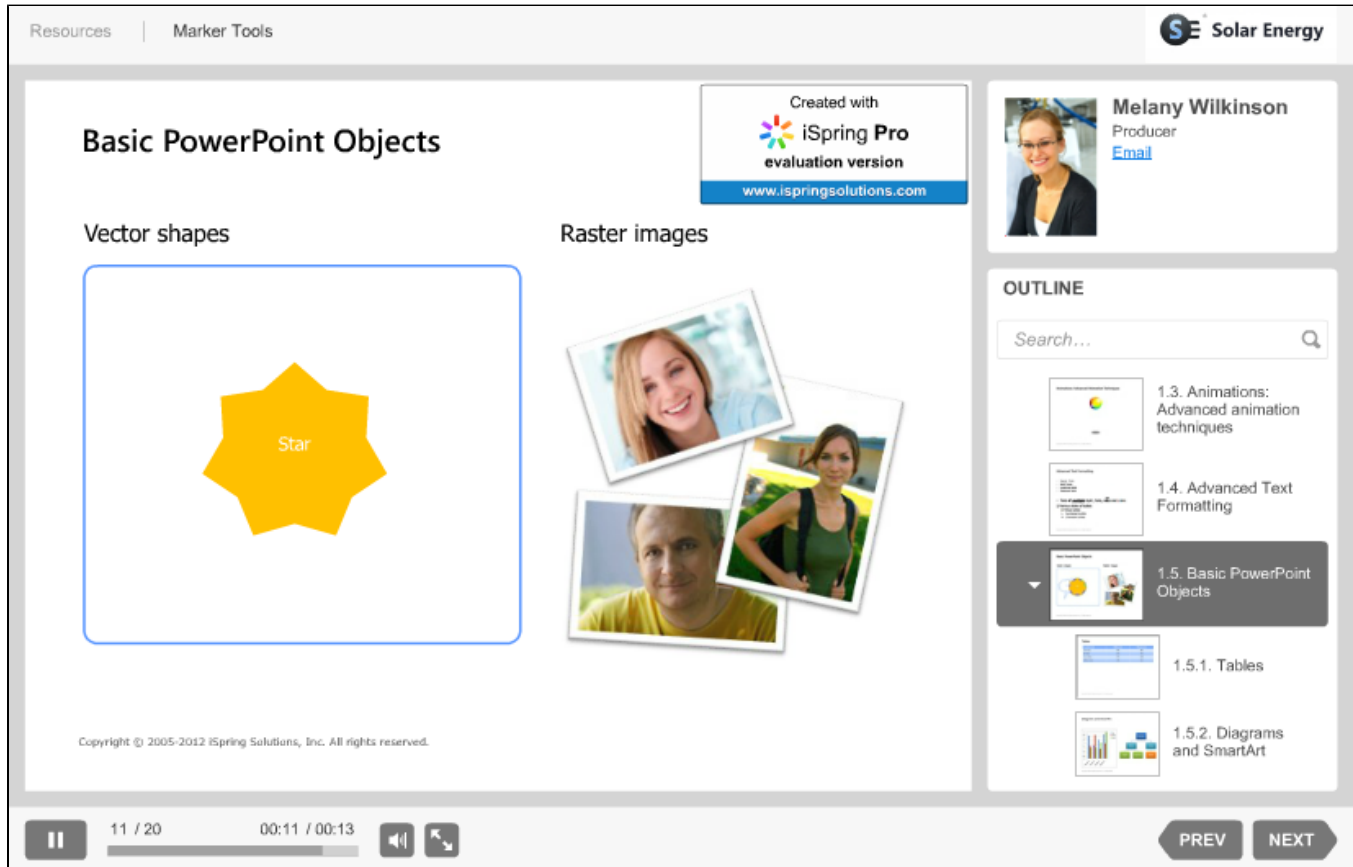 Resources
Marker Tools
SE Solar Energy
Basic PowerPoint Objects
Created with
iSpring Pro
evaluation version
www.ispringsolutions.com
Vector shapes
Raster images
Star
Copyright © 2005-2012 iSpring Solutions, Inc. All rights reserved.
Melany Wilkinson
Producer
Email
OUTLINE
Search...
1.3. Animations:
Advanced animation
techniques
1.4. Advanced Text
Formatting
1.5. Basic PowerPoint
Objects
1.5.1. Tables
1.5.2. Diagrams
and SmartArt
11 / 20
00:11 / 00:13
PREV
NEXT